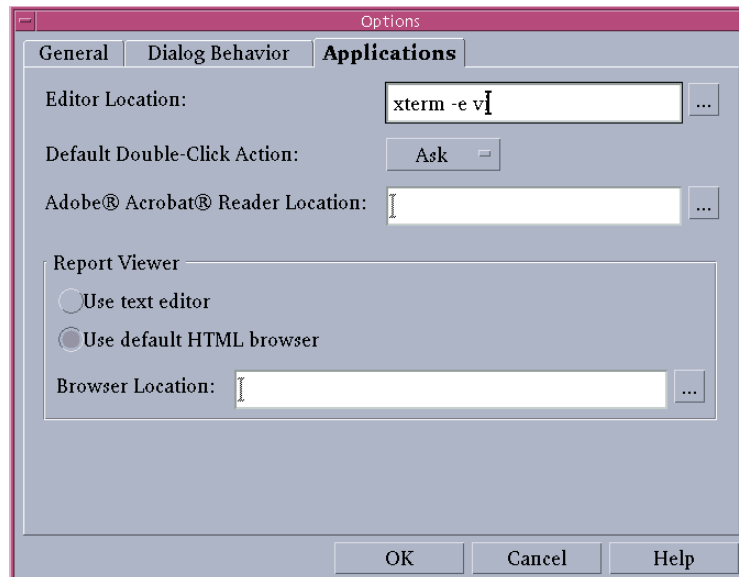 Options
General Dialog Behavior Applications
Editor Location: xterm -e vi ...
Default Double-Click Action: Ask
Adobe® Acrobat® Reader Location: ...
Report Viewer
Use text editor
Use default HTML browser
Browser Location: ...
OK Cancel Help